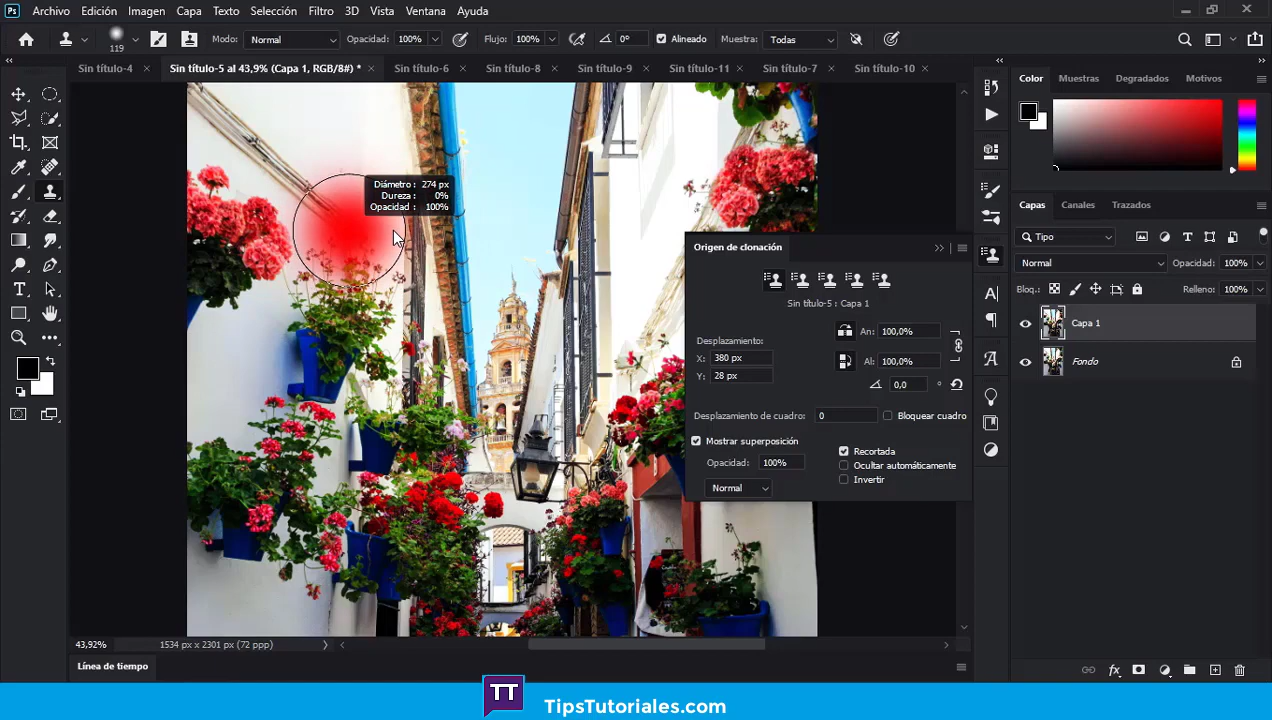 Ps Archivo Edición Imagen Capa Texto Selección Filtro 3D Vista Ventana Ayuda
119 Modo: Normal Opacidad: 100% Flujo: 100% 0° Alineado Muestra: Todas
Sin título-4 × Sin título-5 al 43,9% (Capa 1, RGB/8#) * × Sin título-6 × Sin título-8 × Sin título-9 × Sin título-11 × Sin título-7 × Sin título-10 ×
Color Muestras Degradados Motivos
Diámetro : 274 px
Dureza : 0%
Opacidad : 100%
Capas Canales Trazados
Tipo
Normal Opacidad: 100%
Bloq.: Relleno: 100%
Capa 1
Fondo
Origen de clonación
Sin título-5 : Capa 1
Desplazamiento:
X: 380 px
Y: 28 px
An: 100,0%
Al: 100,0%
0,0 °
Desplazamiento de cuadro: 0 Bloquear cuadro
Mostrar superposición
Opacidad: 100%
Normal
Recortada
Ocultar automáticamente
Invertir
43,92% 1534 px x 2301 px (72 ppp)
Línea de tiempo
TT TipsTutoriales.com